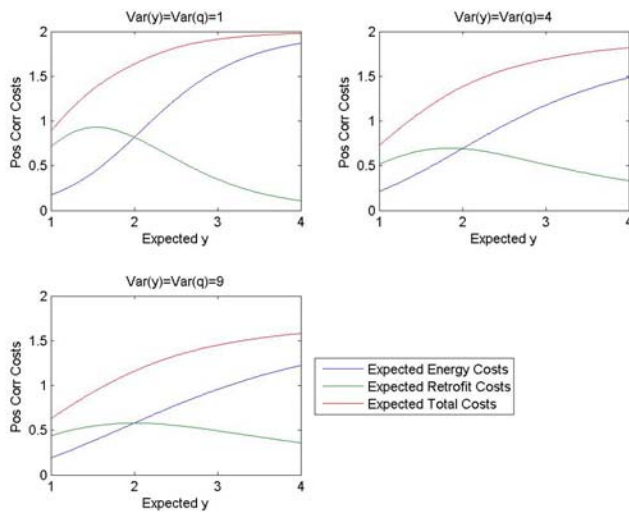 Var(y)=Var(q)=1
2
1.5
1
0.5
0
Pos Corr Costs
1 2 3 4
Expected y
Var(y)=Var(q)=4
2
1.5
1
0.5
0
Pos Corr Costs
1 2 3 4
Expected y
Var(y)=Var(q)=9
2
1.5
1
0.5
0
Pos Corr Costs
1 2 3 4
Expected y
Expected Energy Costs
Expected Retrofit Costs
Expected Total Costs